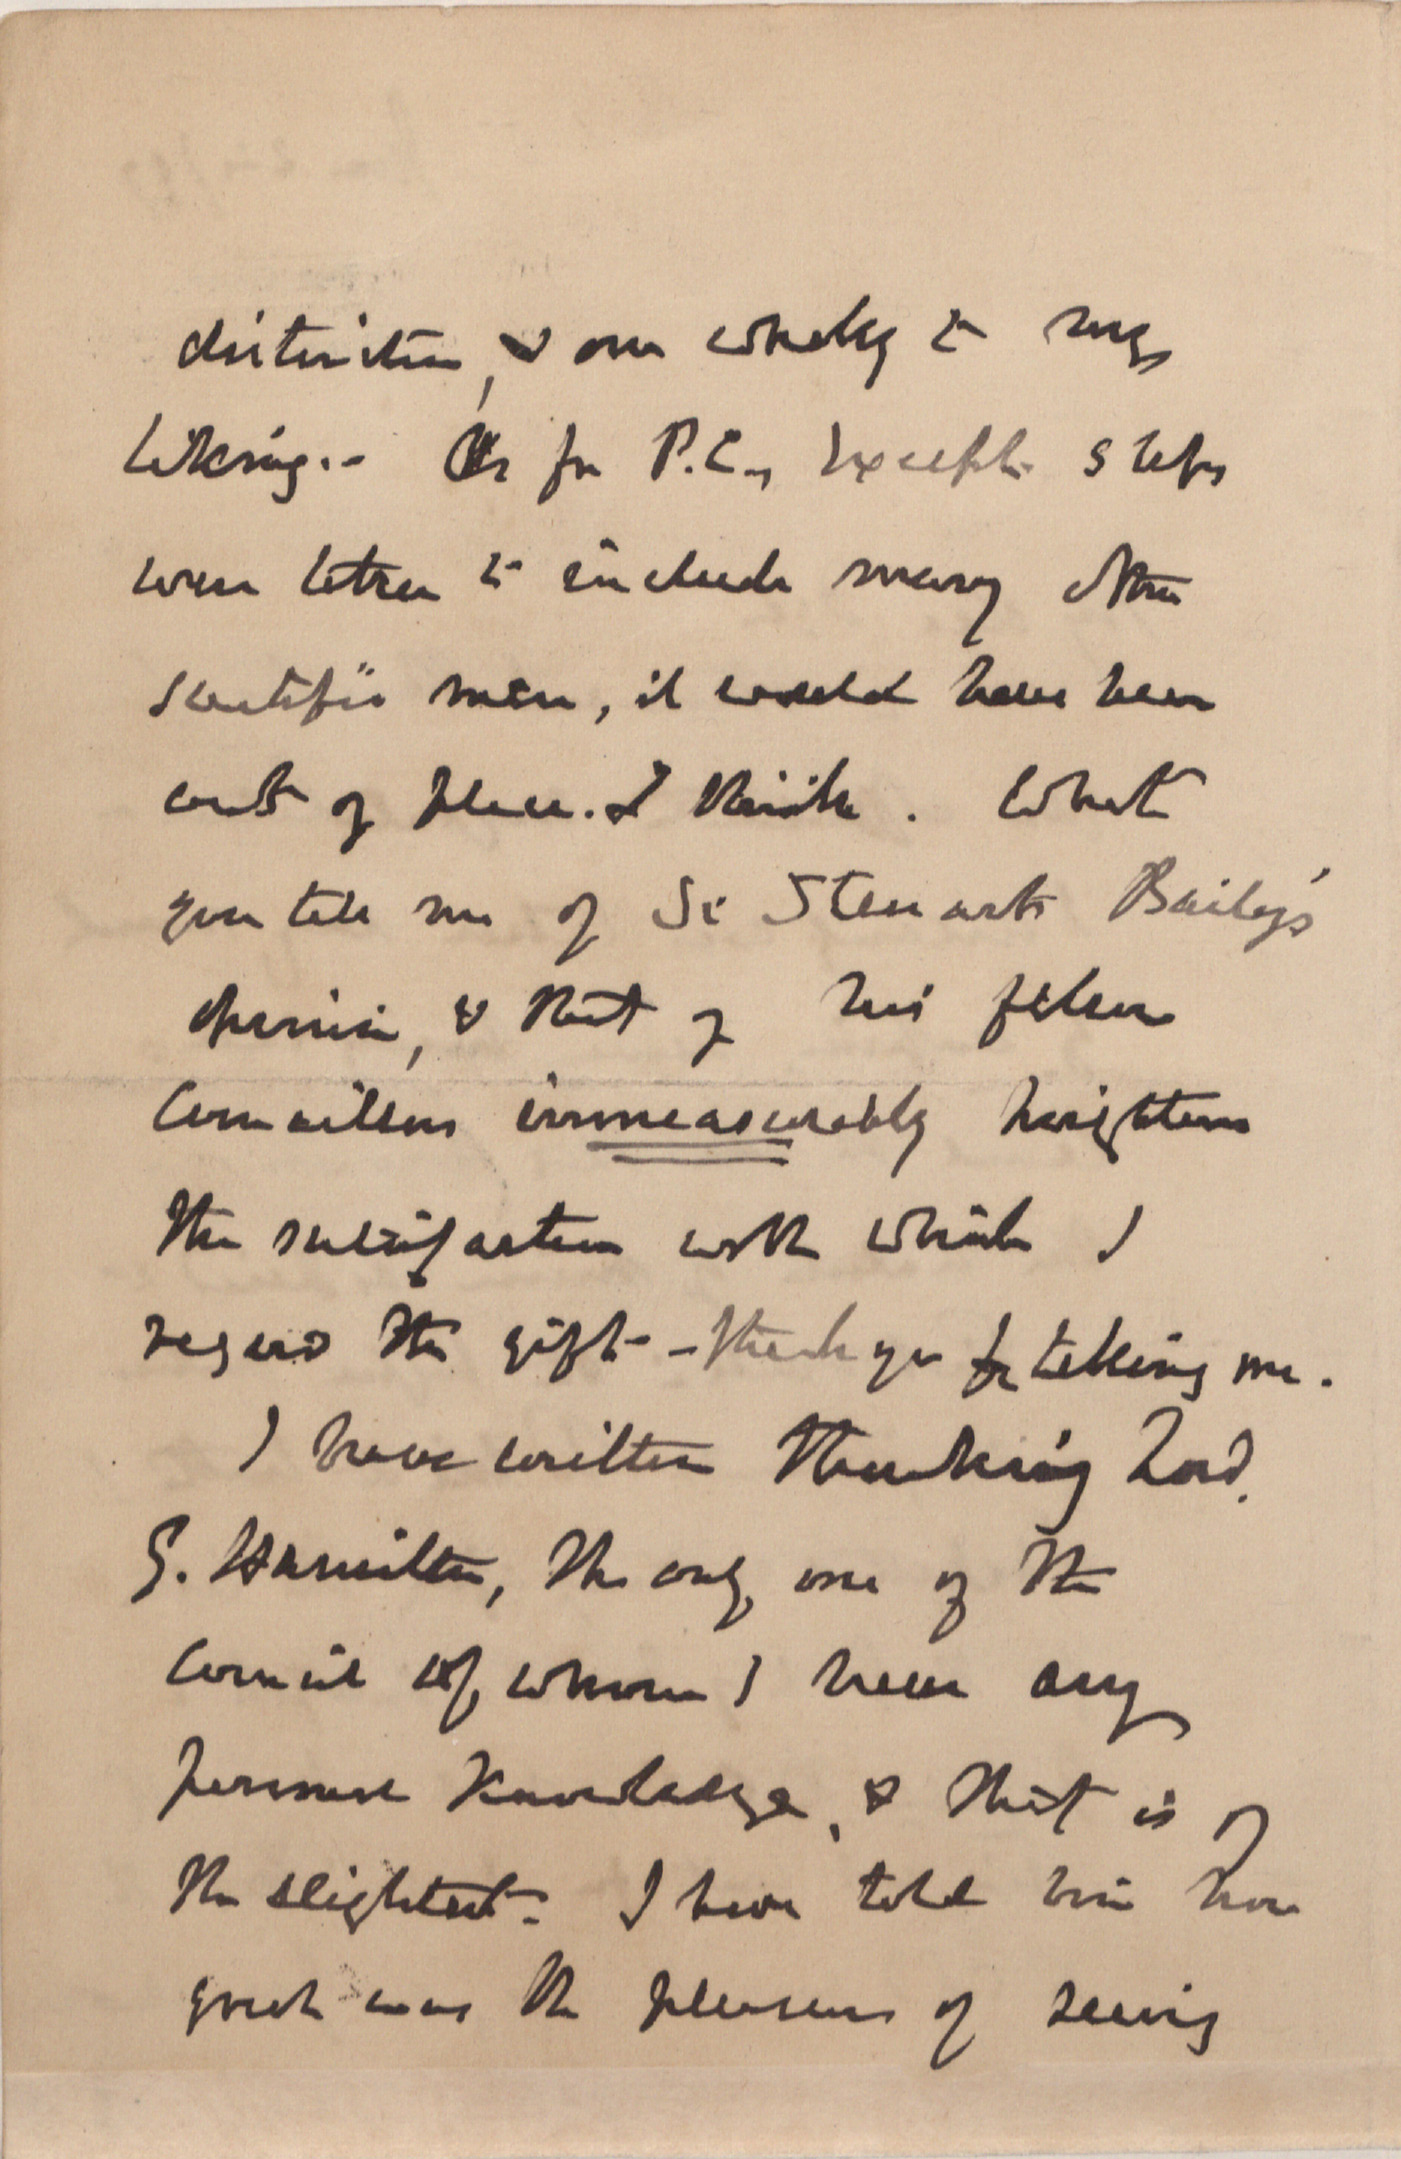 distinction, & one wholly to my
liking.- As for P.C., except steps
were taken to include many other
scientific men, it would have been
out of place. I think. What
you tell me of Sir Steuart Bailey's
opinion, & that of his fellow
Councillors immeasurably heightens
the satisfaction with which I
regard the gift - thank you for telling me.
I have written thanking Lord.
G. Hamilton, the only one of the
Council of whom I have any
personal knowledge, & that is of
the slightest. I have told him how
great was the pleasure of seeing